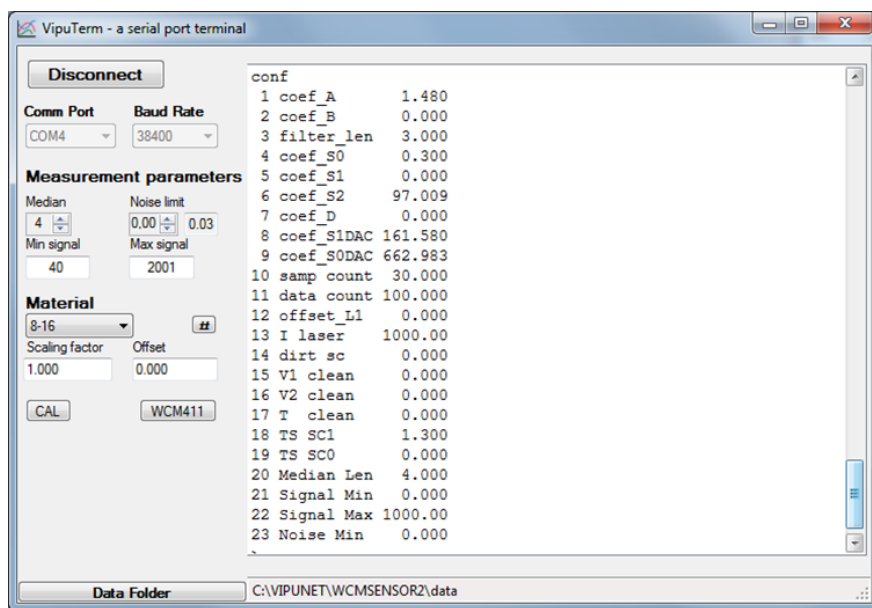 VipuTerm - a serial port terminal
Disconnect
Comm Port Baud Rate
COM4 38400
Measurement parameters
Median Noise limit
4 0,00 0.03
Min signal Max signal
40 2001
Material
8-16 #
Scaling factor Offset
1.000 0.000
CAL WCM411
conf
1 coef_A 1.480
2 coef_B 0.000
3 filter_len 3.000
4 coef_S0 0.300
5 coef_S1 0.000
6 coef_S2 97.009
7 coef_D 0.000
8 coef_S1DAC 161.580
9 coef_S0DAC 662.983
10 samp count 30.000
11 data count 100.000
12 offset_L1 0.000
13 I laser 1000.00
14 dirt sc 0.000
15 V1 clean 0.000
16 V2 clean 0.000
17 T clean 0.000
18 TS SC1 1.300
19 TS SC0 0.000
20 Median Len 4.000
21 Signal Min 0.000
22 Signal Max 1000.00
23 Noise Min 0.000
Data Folder C:\VIPUNET\WCMSENSOR2\data